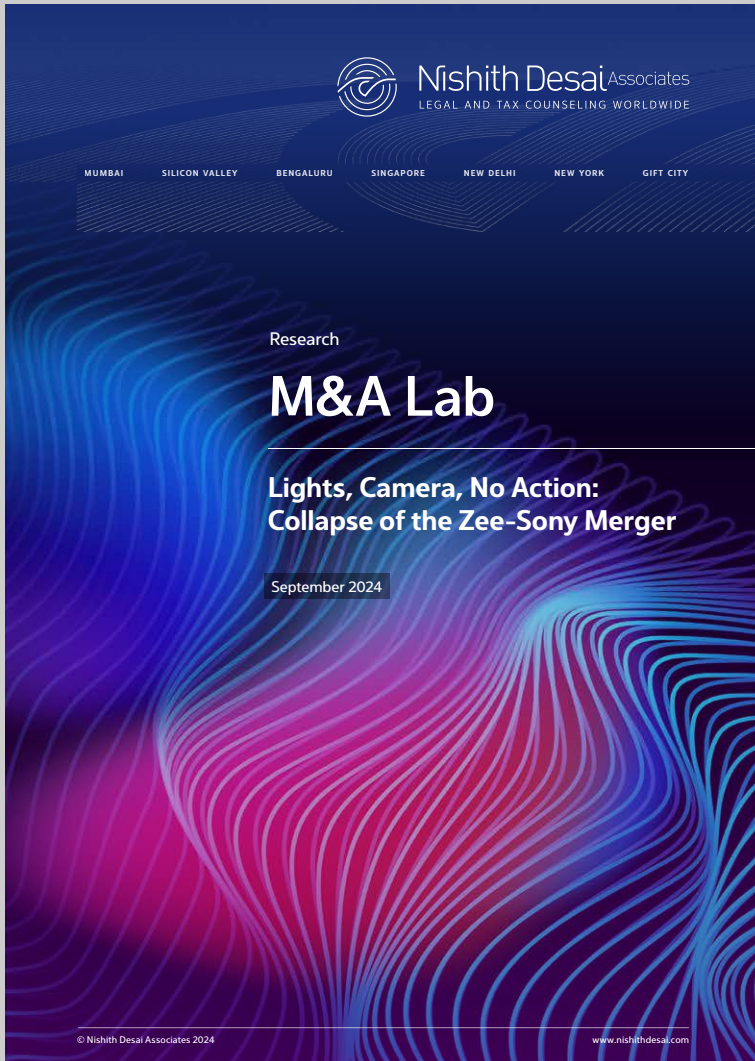 Nishith Desai Associates
LEGAL AND TAX COUNSELING WORLDWIDE
MUMBAI SILICON VALLEY BENGALURU SINGAPORE NEW DELHI NEW YORK GIFT CITY
Research
M&A Lab
Lights, Camera, No Action:
Collapse of the Zee-Sony Merger
September 2024
© Nishith Desai Associates 2024 www.nishithdesai.com